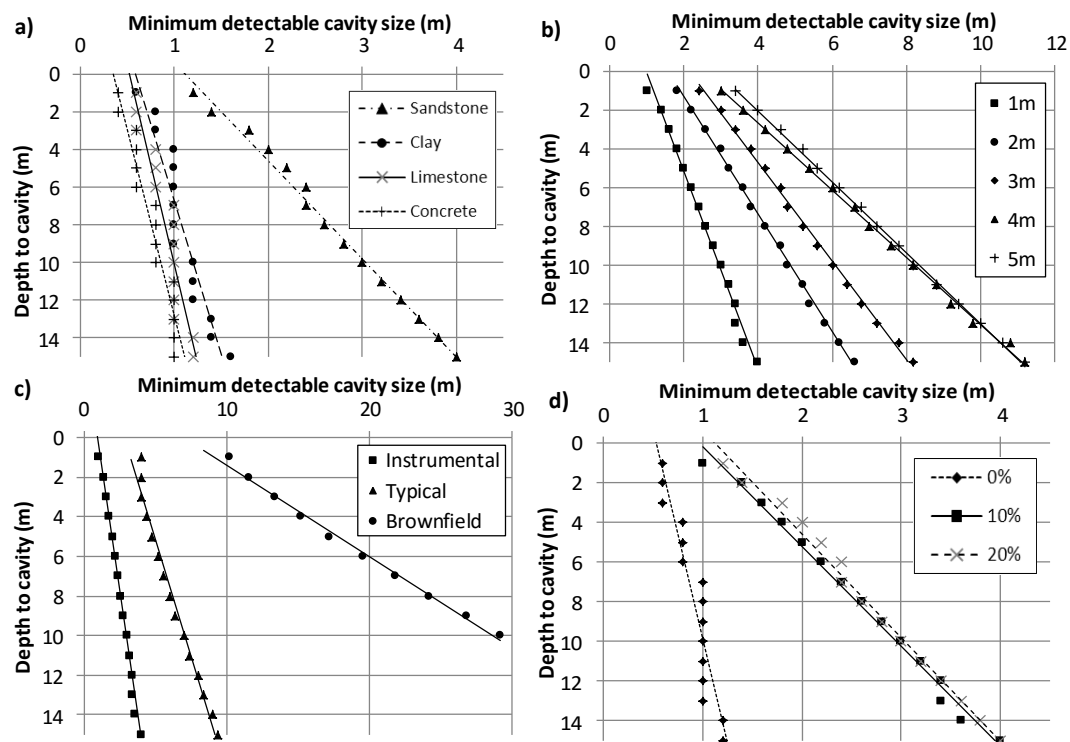 a)
Minimum detectable cavity size (m)
0 1 2 3 4
Depth to cavity (m)
0
2
4
6
8
10
12
14
Sandstone
Clay
Limestone
Concrete
b)
Minimum detectable cavity size (m)
0 2 4 6 8 10 12
Depth to cavity (m)
0
2
4
6
8
10
12
14
1m
2m
3m
4m
5m
c)
Minimum detectable cavity size (m)
0 10 20 30
Depth to cavity (m)
0
2
4
6
8
10
12
14
Instrumental
Typical
Brownfield
d)
Minimum detectable cavity size (m)
0 1 2 3 4
Depth to cavity (m)
0
2
4
6
8
10
12
14
0%
10%
20%